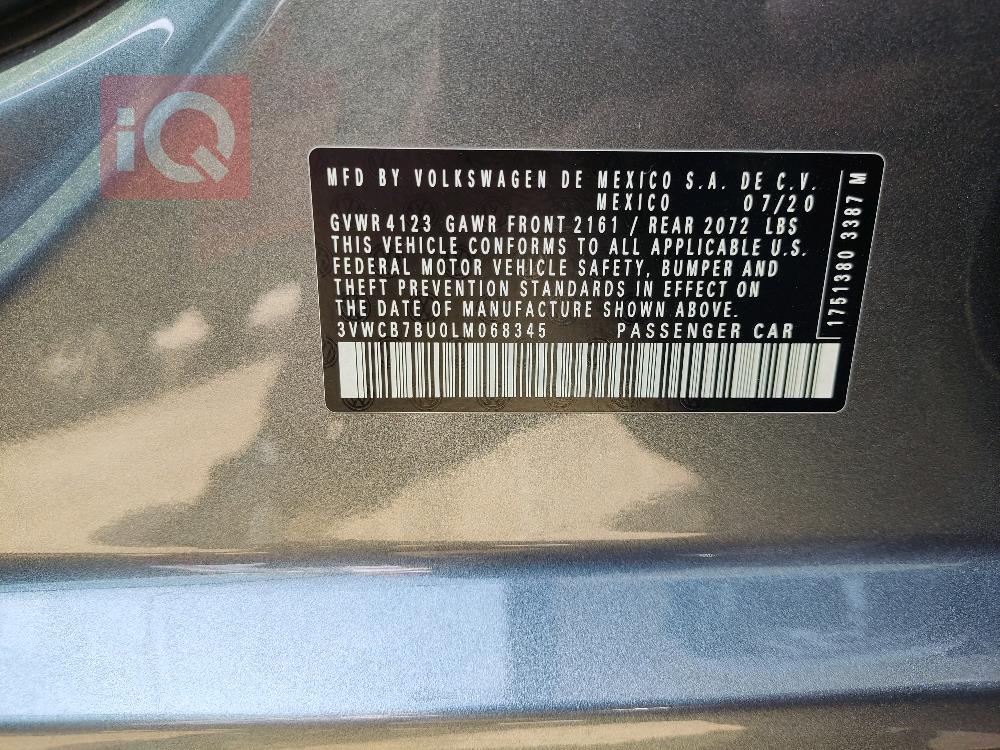 iQ
MFD BY VOLKSWAGEN DE MEXICO S.A. DE C.V.
MEXICO 07/20
GVWR 4123 GAWR FRONT 2161 / REAR 2072 LBS
THIS VEHICLE CONFORMS TO ALL APPLICABLE U.S.
FEDERAL MOTOR VEHICLE SAFETY, BUMPER AND
THEFT PREVENTION STANDARDS IN EFFECT ON
THE DATE OF MANUFACTURE SHOWN ABOVE.
3VWCB7BU0LM068345 PASSENGER CAR
1751380 3387 M